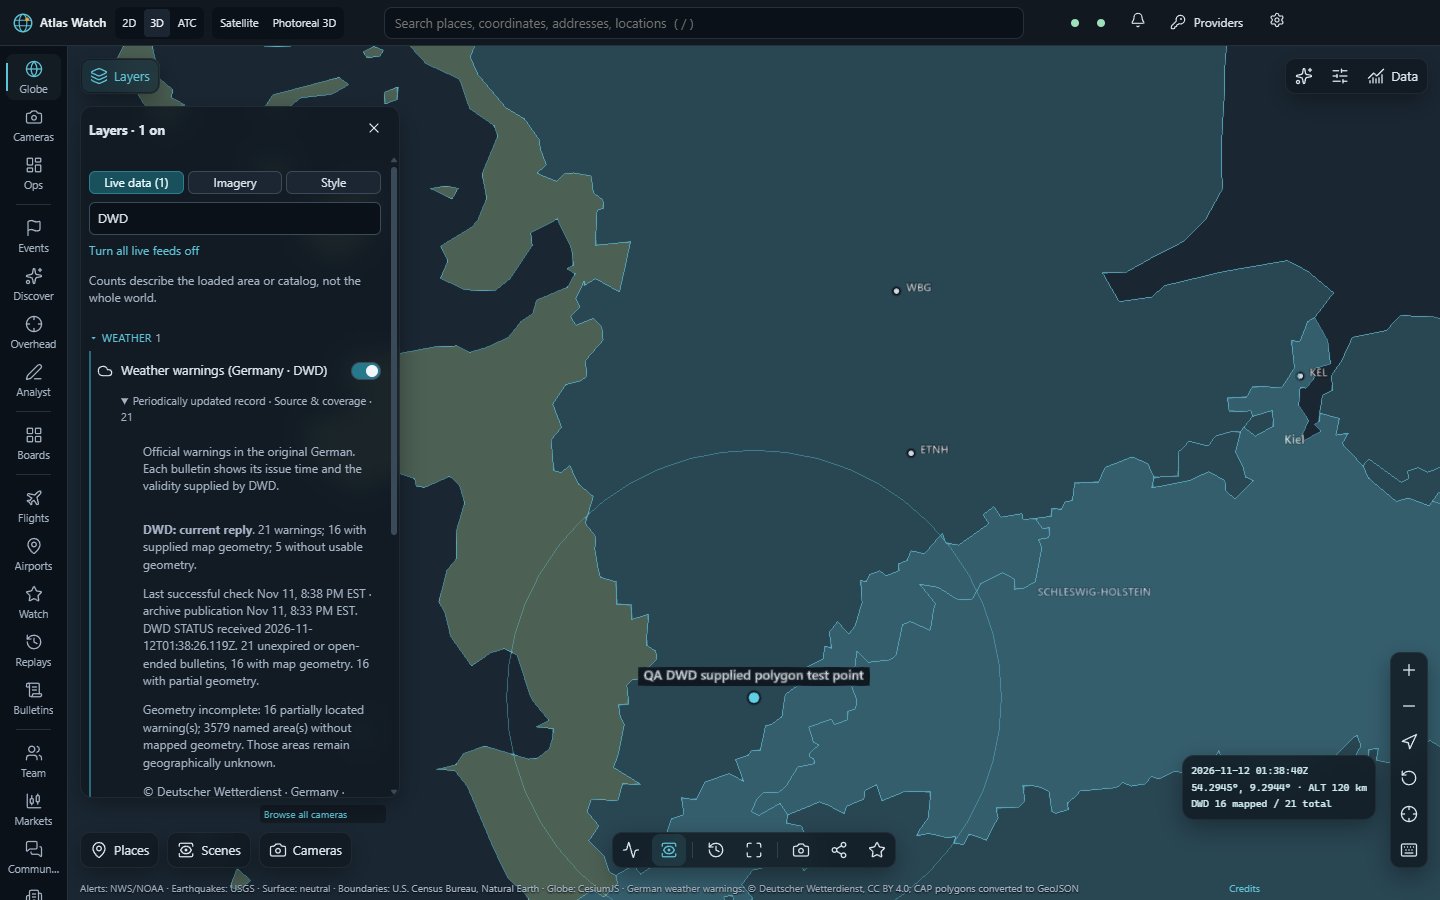 Atlas Watch
2D
3D
ATC
Satellite
Photoreal 3D
Search places, coordinates, addresses, locations ( / )
Providers
Globe
Cameras
Ops
Events
Discover
Overhead
Analyst
Boards
Flights
Airports
Watch
Replays
Bulletins
Team
Markets
Commun...
Layers
Data
Layers · 1 on
Live data (1)
Imagery
Style
DWD
Turn all live feeds off
Counts describe the loaded area or catalog, not the
whole world.
WEATHER 1
Weather warnings (Germany · DWD)
▼ Periodically updated record · Source & coverage ·
21
Official warnings in the original German.
Each bulletin shows its issue time and the
validity supplied by DWD.
DWD: current reply. 21 warnings; 16 with
supplied map geometry; 5 without usable
geometry.
Last successful check Nov 11, 8:38 PM EST ·
archive publication Nov 11, 8:33 PM EST.
DWD STATUS received 2026-11-
12T01:38:26.119Z. 21 unexpired or open-
ended bulletins, 16 with map geometry. 16
with partial geometry.
Geometry incomplete: 16 partially located
warning(s); 3579 named area(s) without
mapped geometry. Those areas remain
geographically unknown.
© Deutscher Wetterdienst · Germany ·
Browse all cameras
Places
Scenes
Cameras
WBG
KEL
Kiel
ETNH
SCHLESWIG-HOLSTEIN
QA DWD supplied polygon test point
2026-11-12 01:38:40Z
54.2945°, 9.2944° · ALT 120 km
DWD 16 mapped / 21 total
Alerts: NWS/NOAA · Earthquakes: USGS · Surface: neutral · Boundaries: U.S. Census Bureau, Natural Earth · Globe: CesiumJS · German weather warnings: © Deutscher Wetterdienst, CC BY 4.0; CAP polygons converted to GeoJSON
Credits